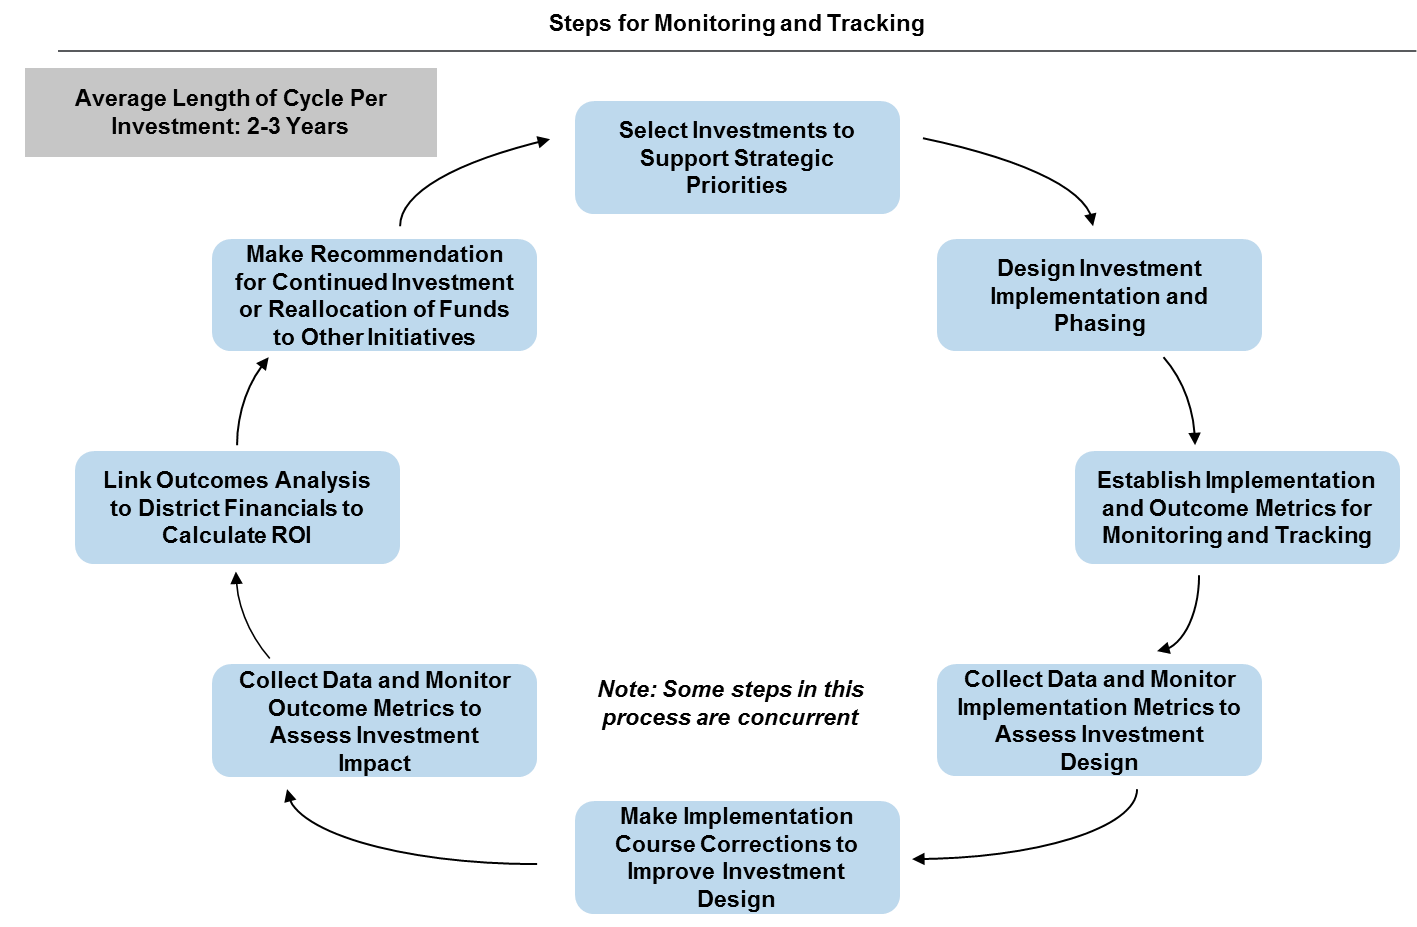 Steps for Monitoring and Tracking
Average Length of Cycle Per
Investment: 2-3 Years
Select Investments to
Support Strategic
Priorities
Design Investment
Implementation and
Phasing
Establish Implementation
and Outcome Metrics for
Monitoring and Tracking
Collect Data and Monitor
Implementation Metrics to
Assess Investment
Design
Make Implementation
Course Corrections to
Improve Investment
Design
Collect Data and Monitor
Outcome Metrics to
Assess Investment
Impact
Link Outcomes Analysis
to District Financials to
Calculate ROI
Make Recommendation
for Continued Investment
or Reallocation of Funds
to Other Initiatives
Note: Some steps in this
process are concurrent